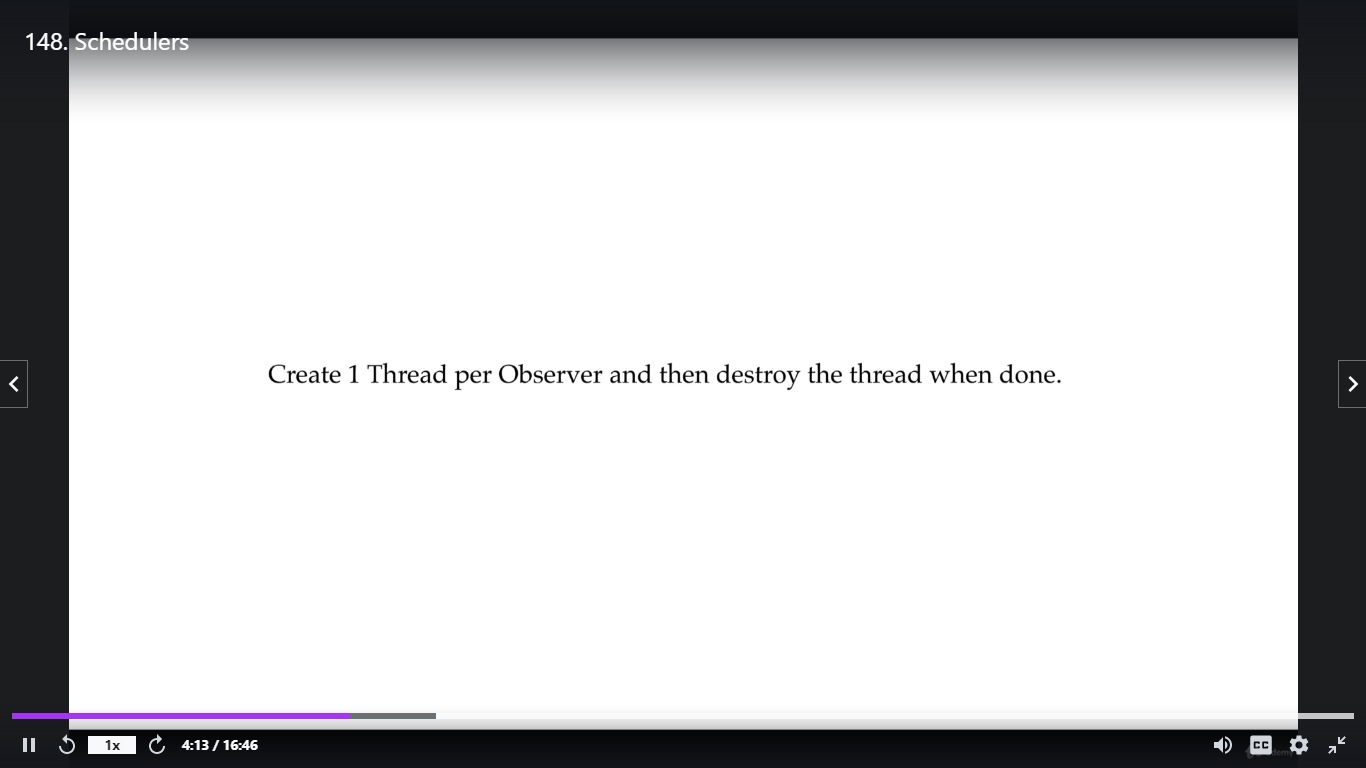 148. Schedulers
Create 1 Thread per Observer and then destroy the thread when done.
1x
4:13 / 16:46
CC